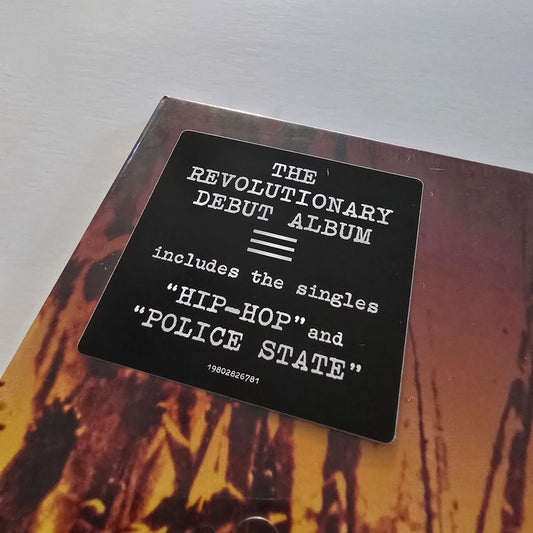 THE
REVOLUTIONARY
DEBUT ALBUM
includes the singles
“HIP-HOP” and
“POLICE STATE”
19802826781